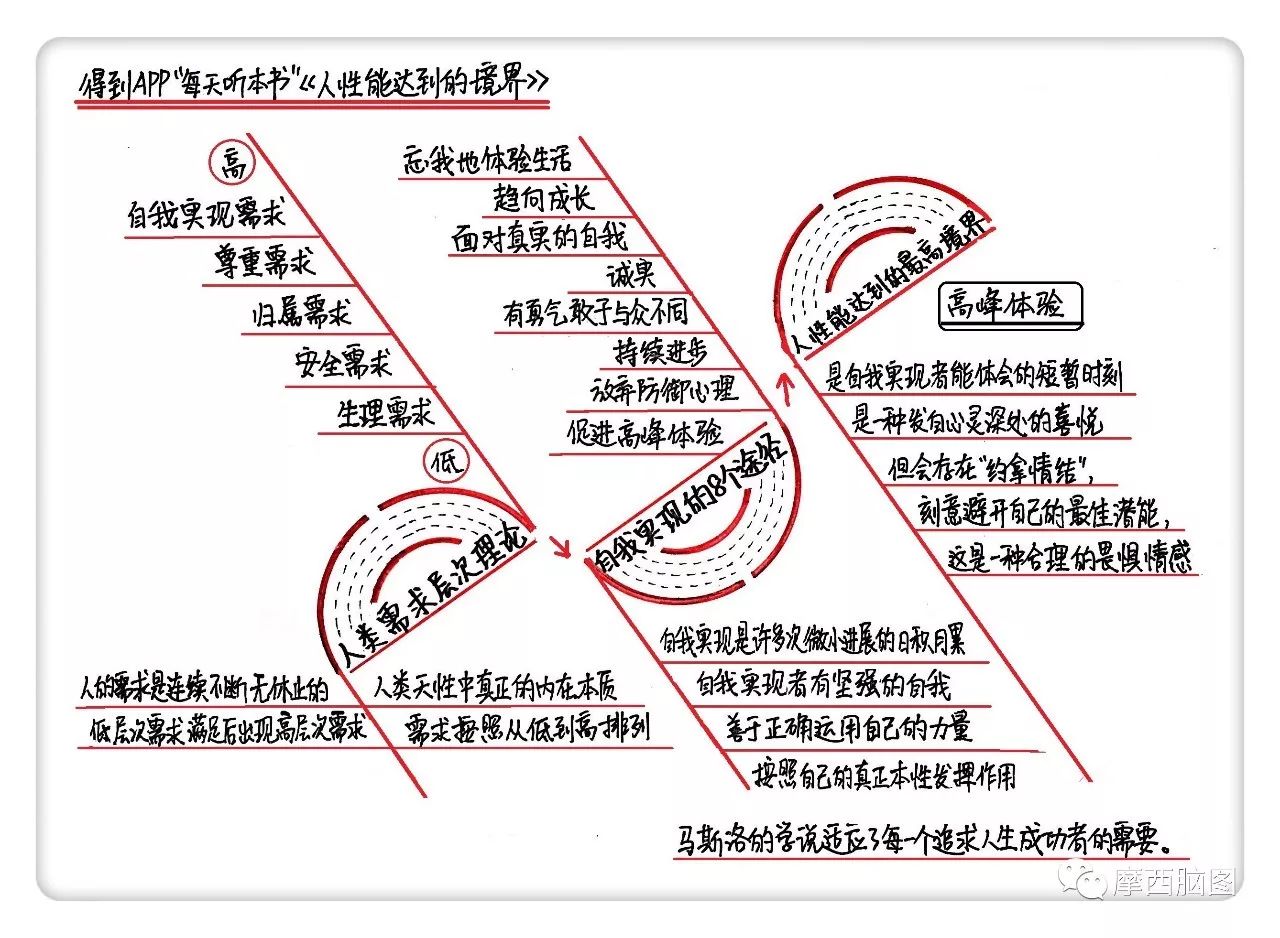 得到APP“每天听本书”《人性能达到的境界》
高
自我实现需求
尊重需求
归属需求
安全需求
生理需求
低
人类需求层次理论
人的需求是连续不断无休止的
低层次需求满足后出现高层次需求
人类天性中真正的内在本质
需求按照从低到高排列
忘我地体验生活
趋向成长
面对真实的自我
诚实
有勇气敢于与众不同
持续进步
放弃防御心理
促进高峰体验
自我实现的8个途径
自我实现是许多次微小进展的日积月累
自我实现者有坚强的自我
善于正确运用自己的力量
按照自己的真正本性发挥作用
人性能达到的最高境界
高峰体验
是自我实现者能体会的短暂时刻
是一种发自心灵深处的喜悦
但会存在“约拿情结”,
刻意避开自己的最佳潜能,
这是一种合理的畏惧情感
马斯洛的学说适应了每一个追求人生成功者的需要。
摩西脑图